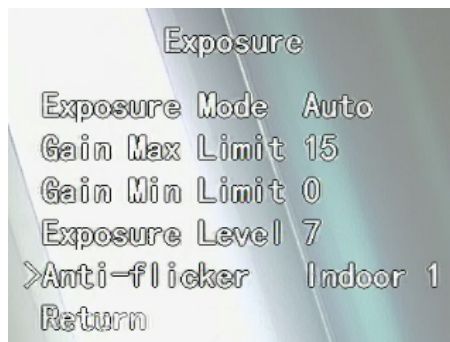 Exposure
Exposure Mode Auto
Gain Max Limit 15
Gain Min Limit 0
Exposure Level 7
>Anti-flicker Indoor 1
Return